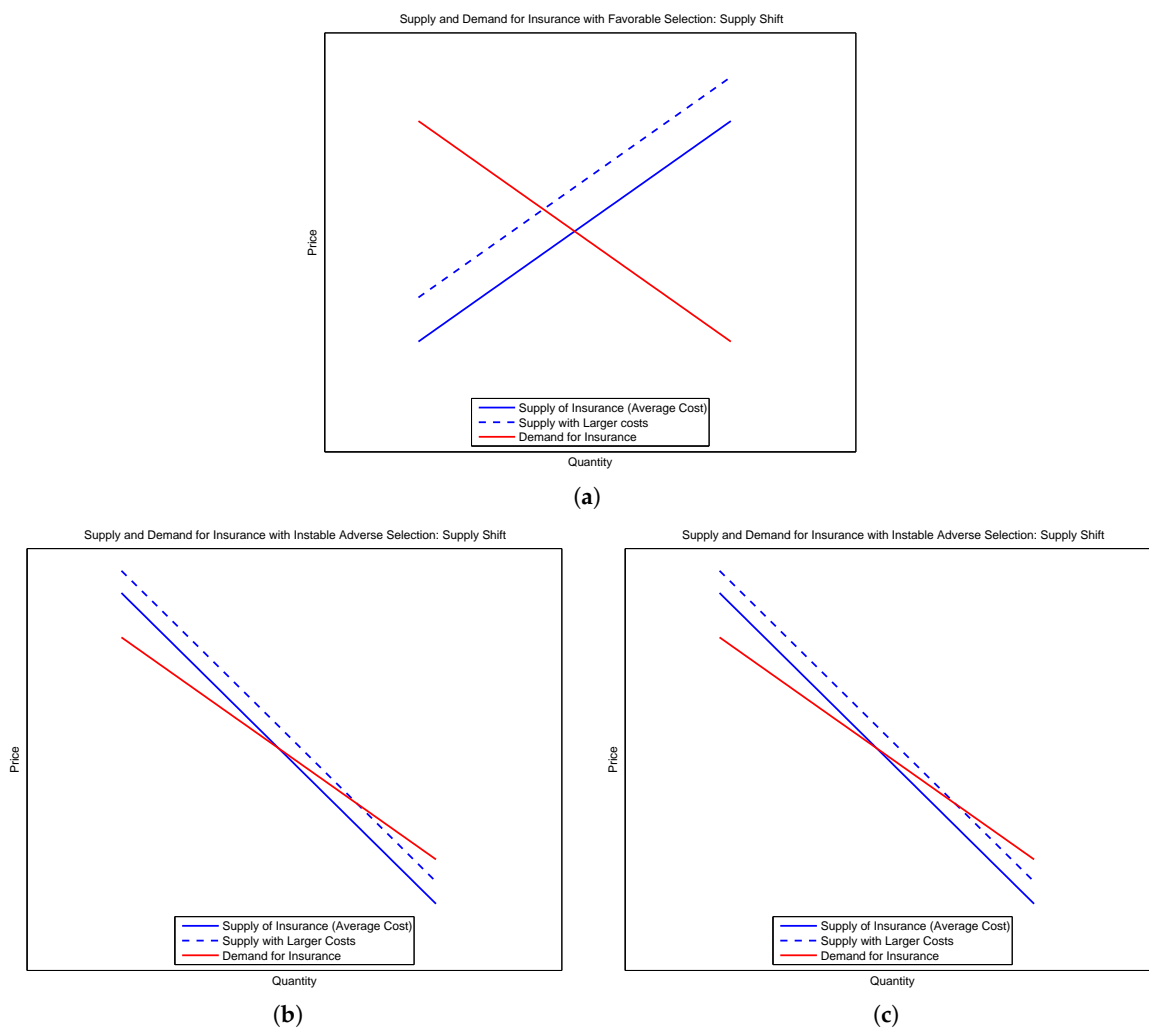 Supply and Demand for Insurance with Favorable Selection: Supply Shift
Price
Supply of Insurance (Average Cost)
Supply with Larger costs
Demand for Insurance
Quantity
(a)
Supply and Demand for Insurance with Instable Adverse Selection: Supply Shift
Price
Supply of Insurance (Average Cost)
Supply with Larger Costs
Demand for Insurance
Quantity
(b)
Supply and Demand for Insurance with Instable Adverse Selection: Supply Shift
Price
Supply of Insurance (Average Cost)
Supply with Larger Costs
Demand for Insurance
Quantity
(c)